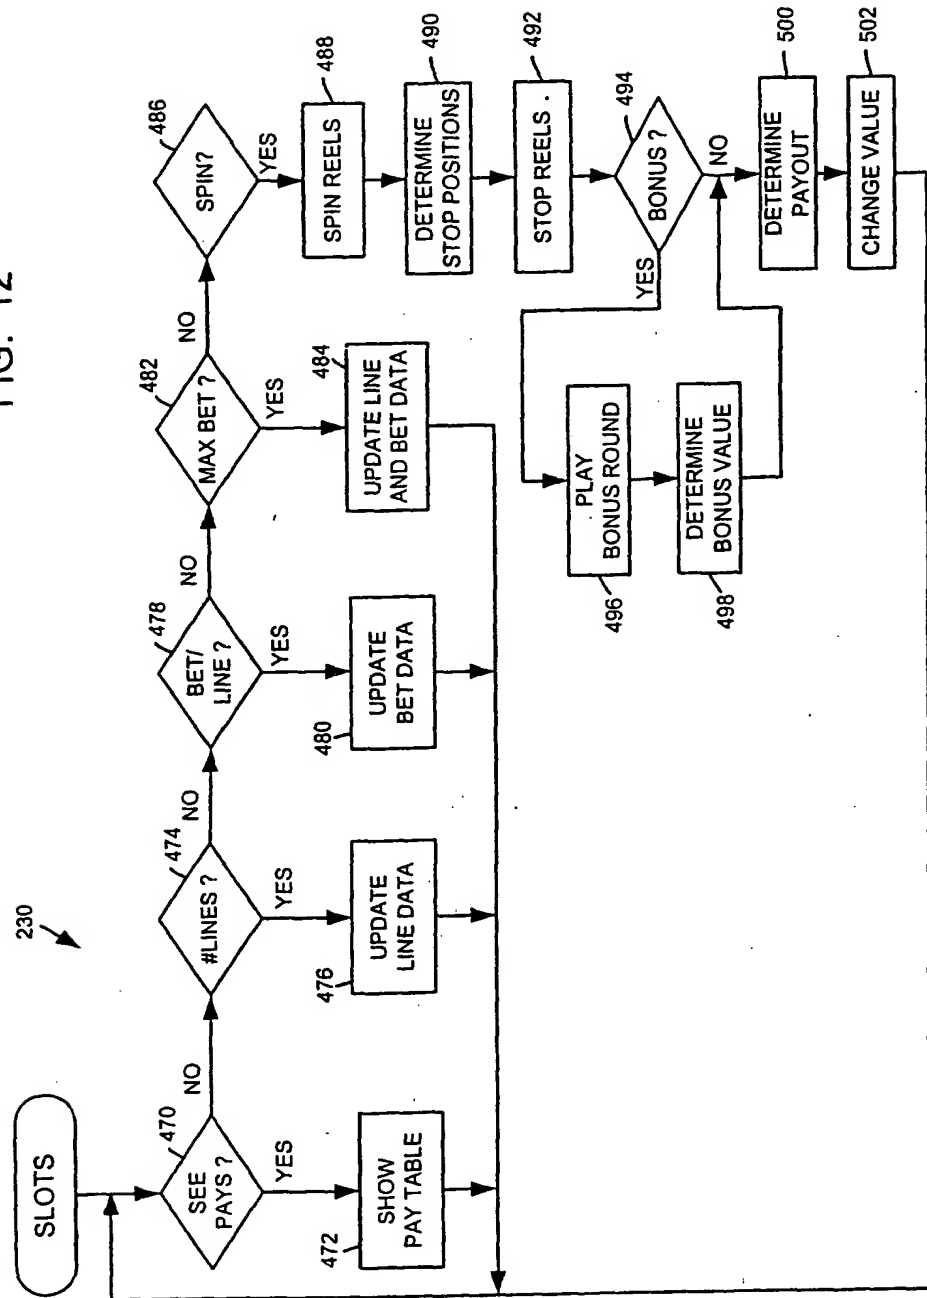 FIG. 12
230
SLOTS
470
SEE
PAYS ?
NO
YES
472
SHOW
PAY TABLE
474
#LINES ?
NO
YES
476
UPDATE
LINE DATA
478
BET/
LINE ?
NO
YES
480
UPDATE
BET DATA
482
MAX BET ?
NO
YES
484
UPDATE LINE
AND BET DATA
486
SPIN?
YES
488
SPIN REELS
490
DETERMINE
STOP POSITIONS
492
STOP REELS .
494
BONUS ?
YES
NO
PLAY
BONUS ROUND
496
DETERMINE
BONUS VALUE
498
500
DETERMINE
PAYOUT
502
CHANGE VALUE